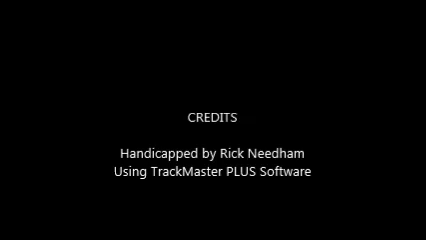 CREDITS
Handicapped by Rick Needham
Using TrackMaster PLUS Software